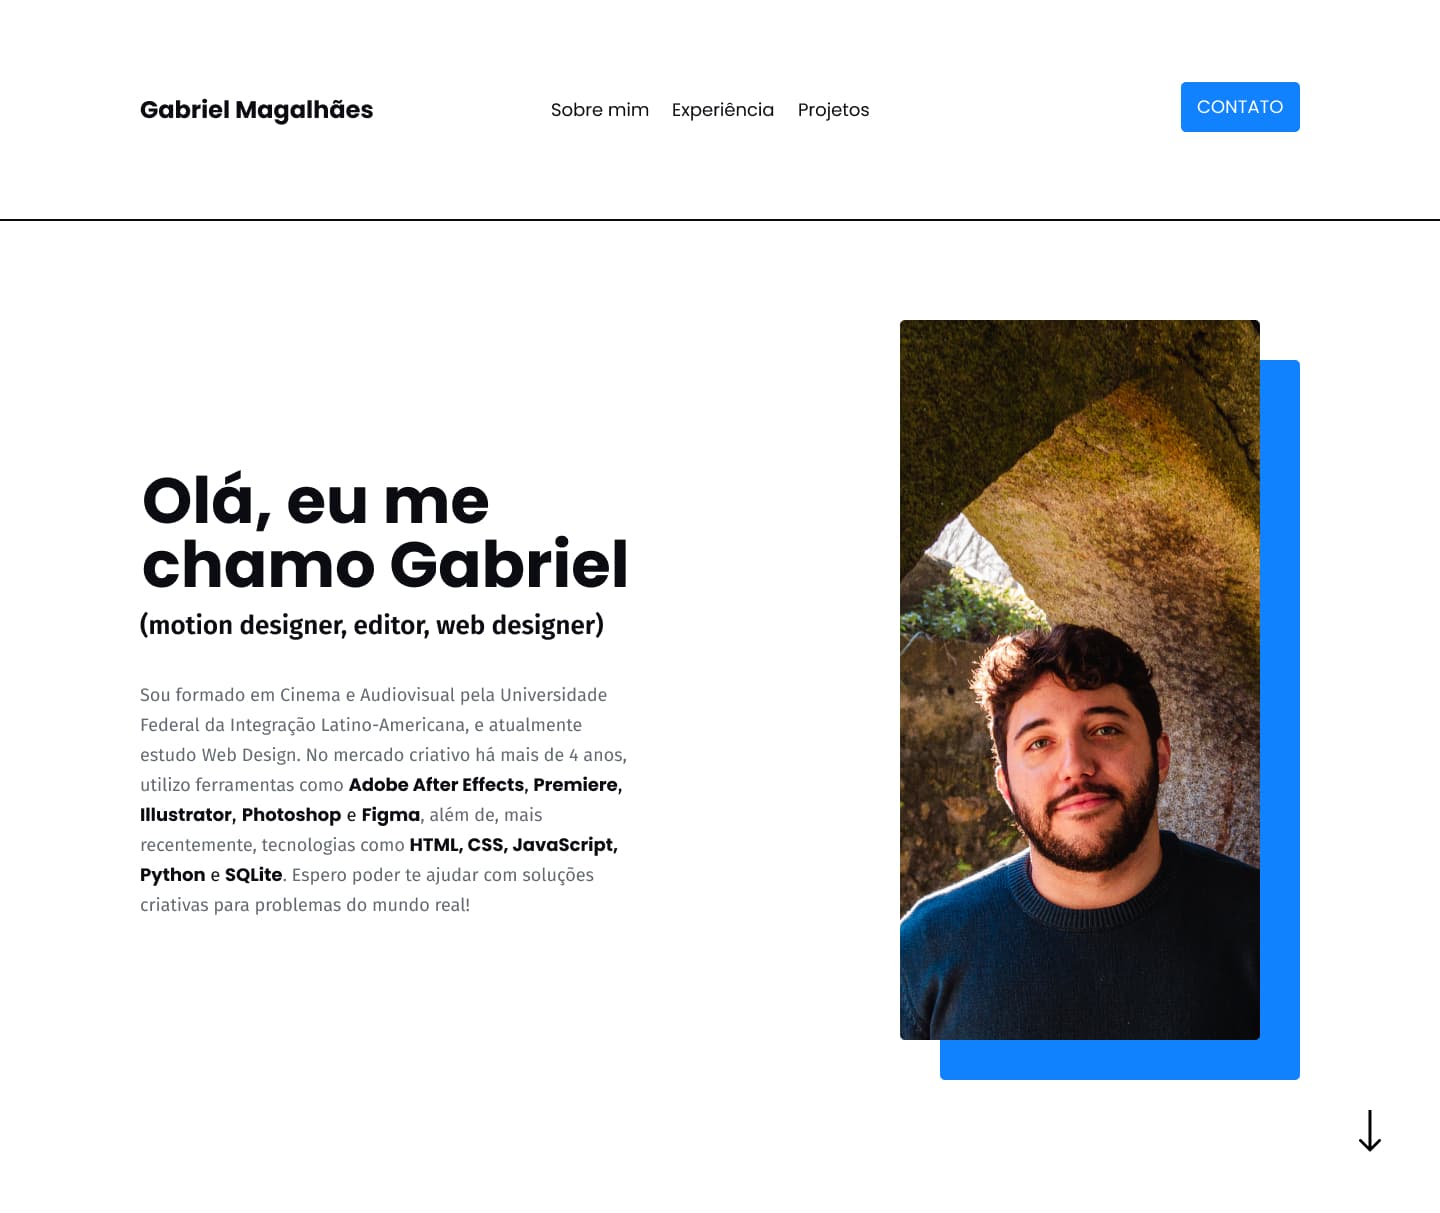 Gabriel Magalhães
Sobre mim Experiência Projetos
CONTATO
Olá, eu me
chamo Gabriel
(motion designer, editor, web designer)
Sou formado em Cinema e Audiovisual pela Universidade
Federal da Integração Latino-Americana, e atualmente
estudo Web Design. No mercado criativo há mais de 4 anos,
utilizo ferramentas como Adobe After Effects, Premiere,
Illustrator, Photoshop e Figma, além de, mais
recentemente, tecnologias como HTML, CSS, JavaScript,
Python e SQLite. Espero poder te ajudar com soluções
criativas para problemas do mundo real!